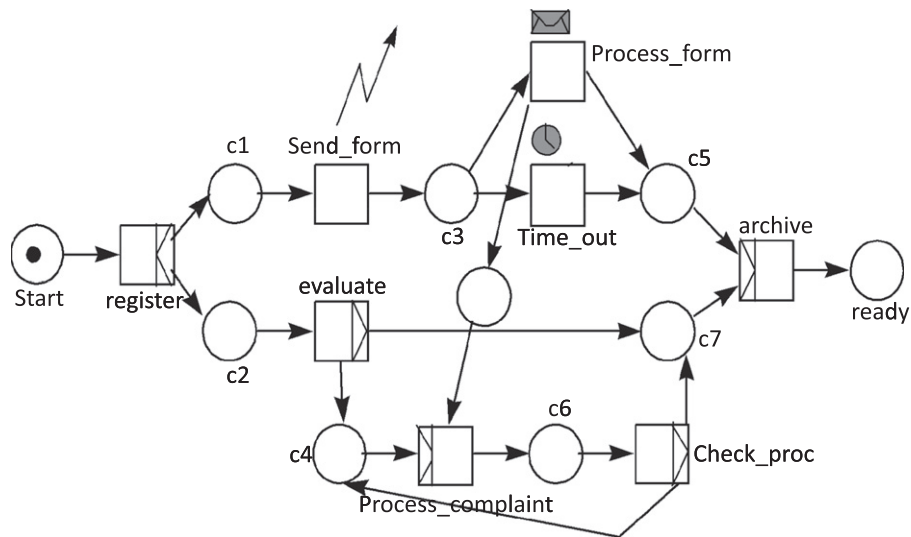 Process_form
c1
Send_form
c5
c3
Time_out
archive
Start
register
evaluate
ready
c2
c7
c6
c4
Check_proc
Process_complaint